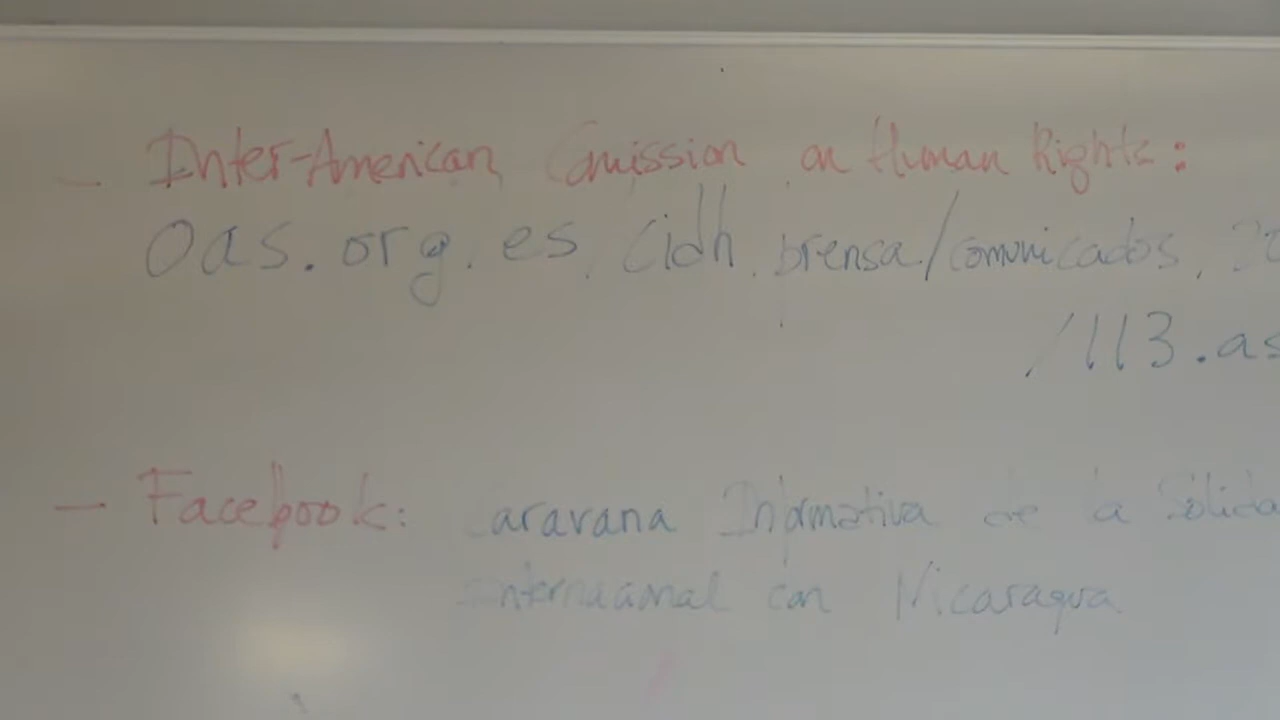 - Inter-American Comission on Human Rights:
oas.org.es, cidh, prensa/comunicados,
/113.as
- Facebook: Caravana Informativa de la Solida
internacional con Nicaragua